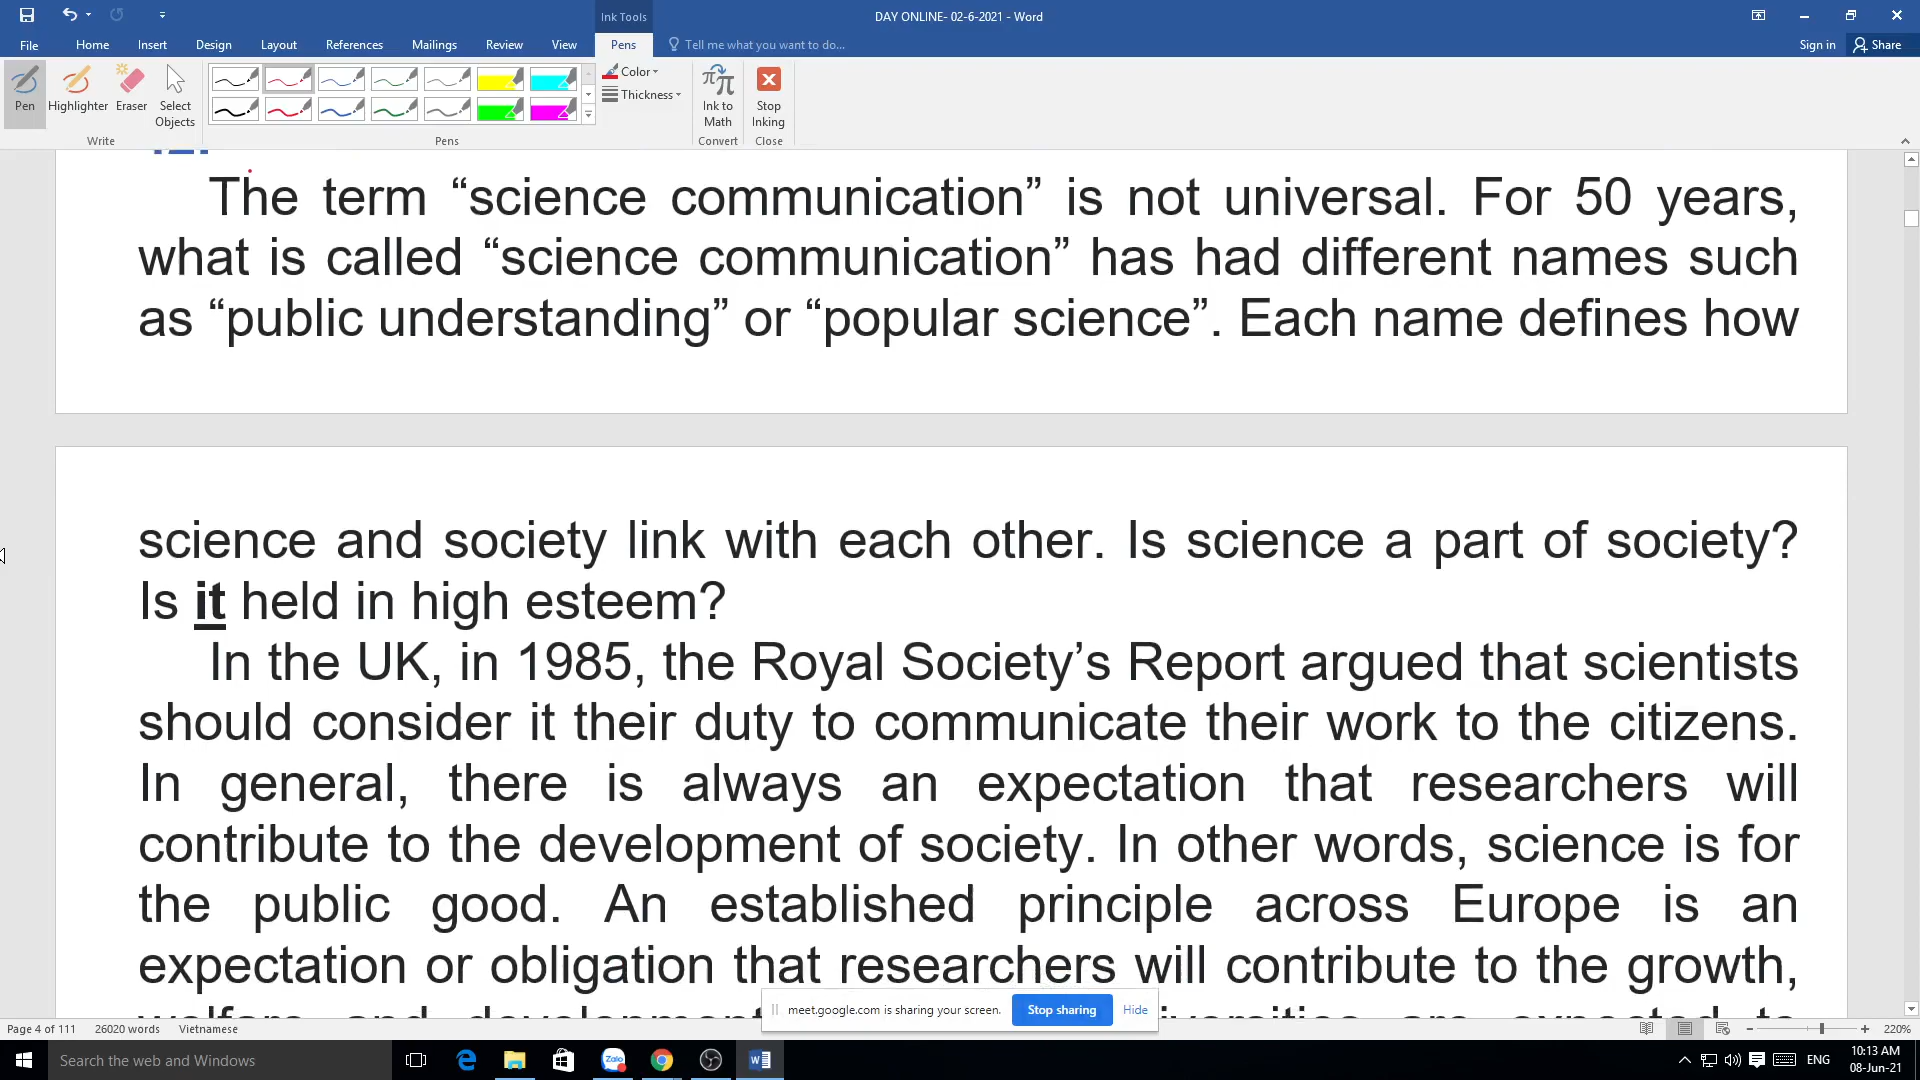 Ink Tools
DAY ONLINE- 02-6-2021 - Word
File Home Insert Design Layout References Mailings Review View Pens Tell me what you want to do... Sign in Share
Pen Highlighter Eraser Select Objects
Color
Thickness
Ink to Math
Stop Inking
Write Pens Convert Close
The term “science communication” is not universal. For 50 years,
what is called “science communication” has had different names such
as “public understanding” or “popular science”. Each name defines how
science and society link with each other. Is science a part of society?
Is it held in high esteem?
In the UK, in 1985, the Royal Society’s Report argued that scientists
should consider it their duty to communicate their work to the citizens.
In general, there is always an expectation that researchers will
contribute to the development of society. In other words, science is for
the public good. An established principle across Europe is an
expectation or obligation that researchers will contribute to the growth,
meet.google.com is sharing your screen. Stop sharing Hide
Page 4 of 111 26020 words Vietnamese 220%
Search the web and Windows Zalo ENG 10:13 AM
08-Jun-21